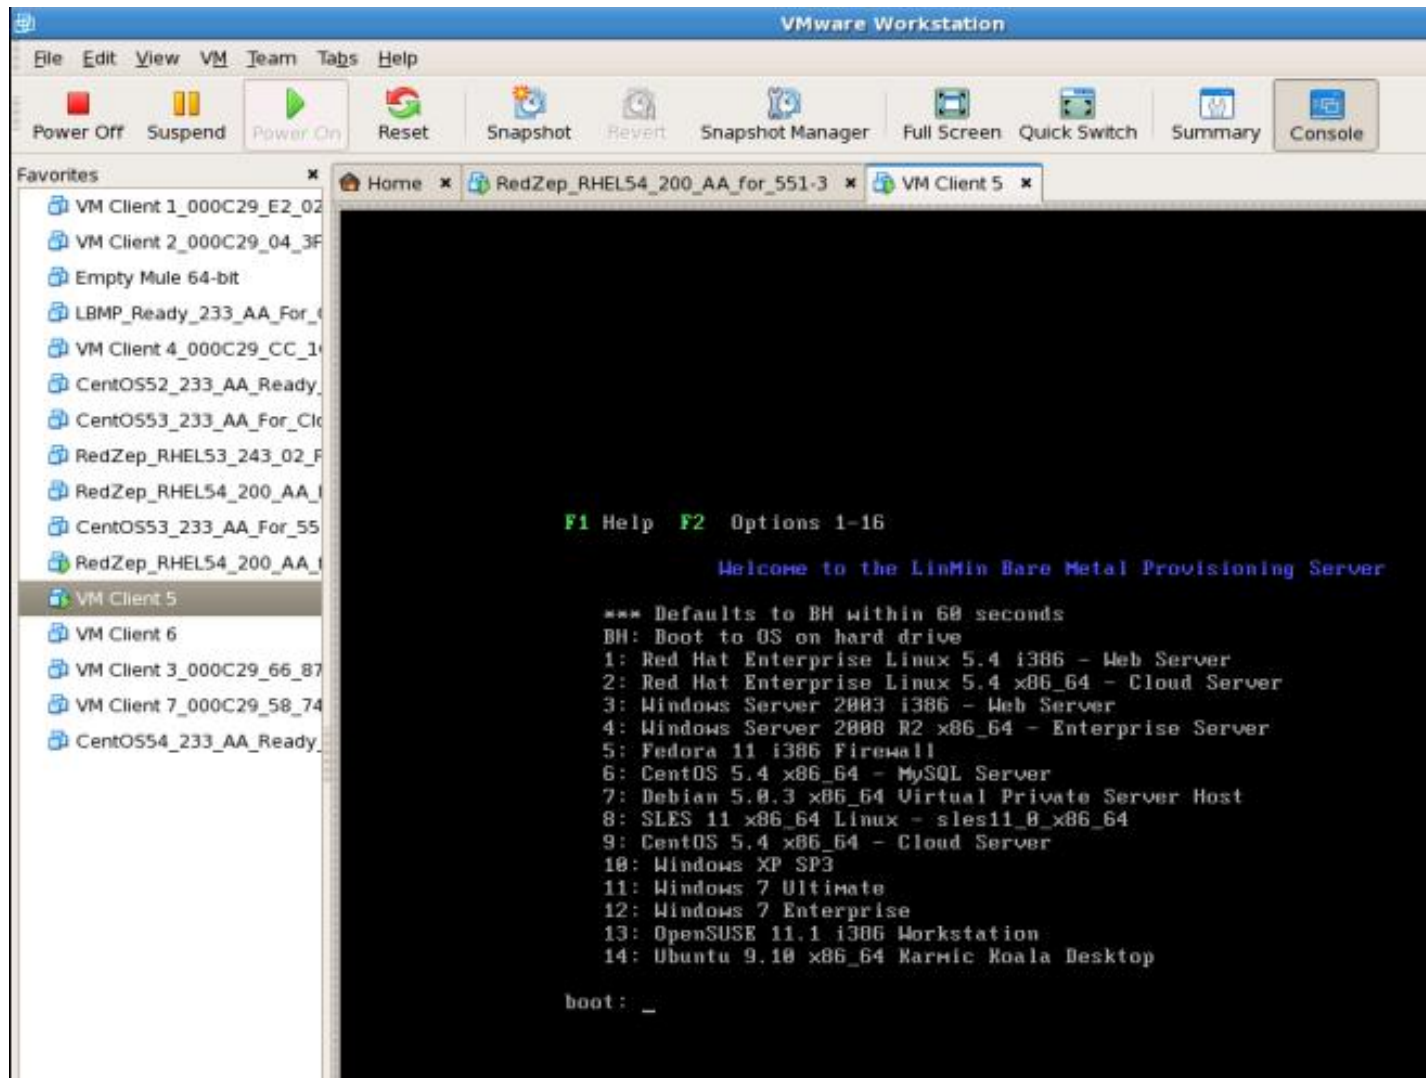 VMware Workstation
File Edit View VM Team Tabs Help
Power Off Suspend Power On Reset Snapshot Revert Snapshot Manager Full Screen Quick Switch Summary Console
Favorites
Home RedZep_RHEL54_200_AA_for_551-3 VM Client 5
VM Client 1_000C29_E2_02
VM Client 2_000C29_04_3F
Empty Mule 64-bit
LBMP_Ready_233_AA_For_
VM Client 4_000C29_CC_1
CentOS52_233_AA_Ready_
CentOS53_233_AA_For_Clo
RedZep_RHEL53_243_02_F
RedZep_RHEL54_200_AA_
CentOS53_233_AA_For_55
RedZep_RHEL54_200_AA_
VM Client 5
VM Client 6
VM Client 3_000C29_66_87
VM Client 7_000C29_58_74
CentOS54_233_AA_Ready_
F1 Help F2 Options 1-16
Welcome to the LinMin Bare Metal Provisioning Server
*** Defaults to BH within 60 seconds
BH: Boot to OS on hard drive
1: Red Hat Enterprise Linux 5.4 i386 - Web Server
2: Red Hat Enterprise Linux 5.4 x86_64 - Cloud Server
3: Windows Server 2003 i386 - Web Server
4: Windows Server 2008 R2 x86_64 - Enterprise Server
5: Fedora 11 i386 Firewall
6: CentOS 5.4 x86_64 - MySQL Server
7: Debian 5.0.3 x86_64 Virtual Private Server Host
8: SLES 11 x86_64 Linux - sles11_0_x86_64
9: CentOS 5.4 x86_64 - Cloud Server
10: Windows XP SP3
11: Windows 7 Ultimate
12: Windows 7 Enterprise
13: OpenSUSE 11.1 i386 Workstation
14: Ubuntu 9.10 x86_64 Karmic Koala Desktop
boot: _